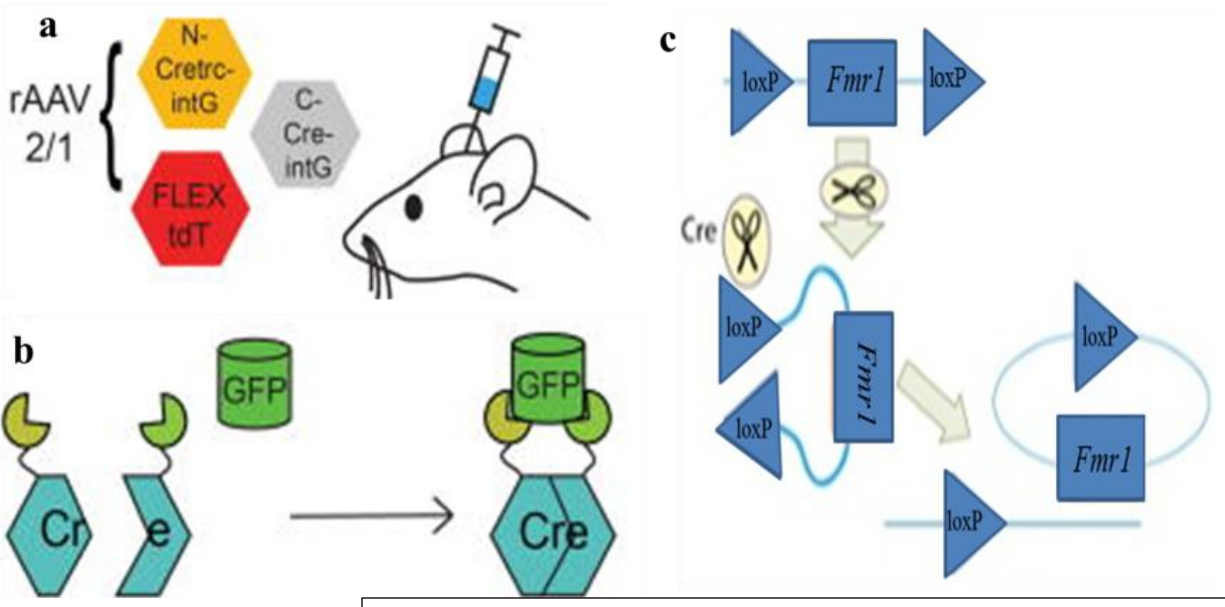 a
rAAV
2/1
N-
Cretrc-
intG
C-
Cre-
intG
FLEX
tdT
b
GFP
Cr
e
GFP
Cre
c
loxP
Fmr1
loxP
Cre
loxP
Fmr1
loxP
loxP
Fmr1
loxP